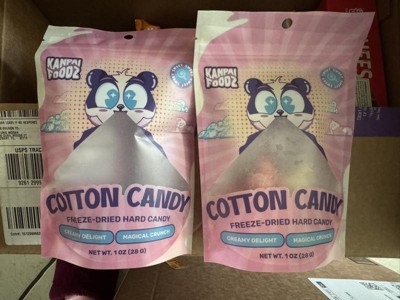 KANPAI
FOODZ
COTTON CANDY
FREEZE-DRIED HARD CANDY
CREAMY DELIGHT
MAGICAL CRUNCH
NET WT. 1 OZ (28 G)
KANPAI
FOODZ
COTTON CANDY
FREEZE-DRIED HARD CANDY
CREAMY DELIGHT
MAGICAL CRUNCH
NET WT. 1 OZ (28 G)
USPS TRAC